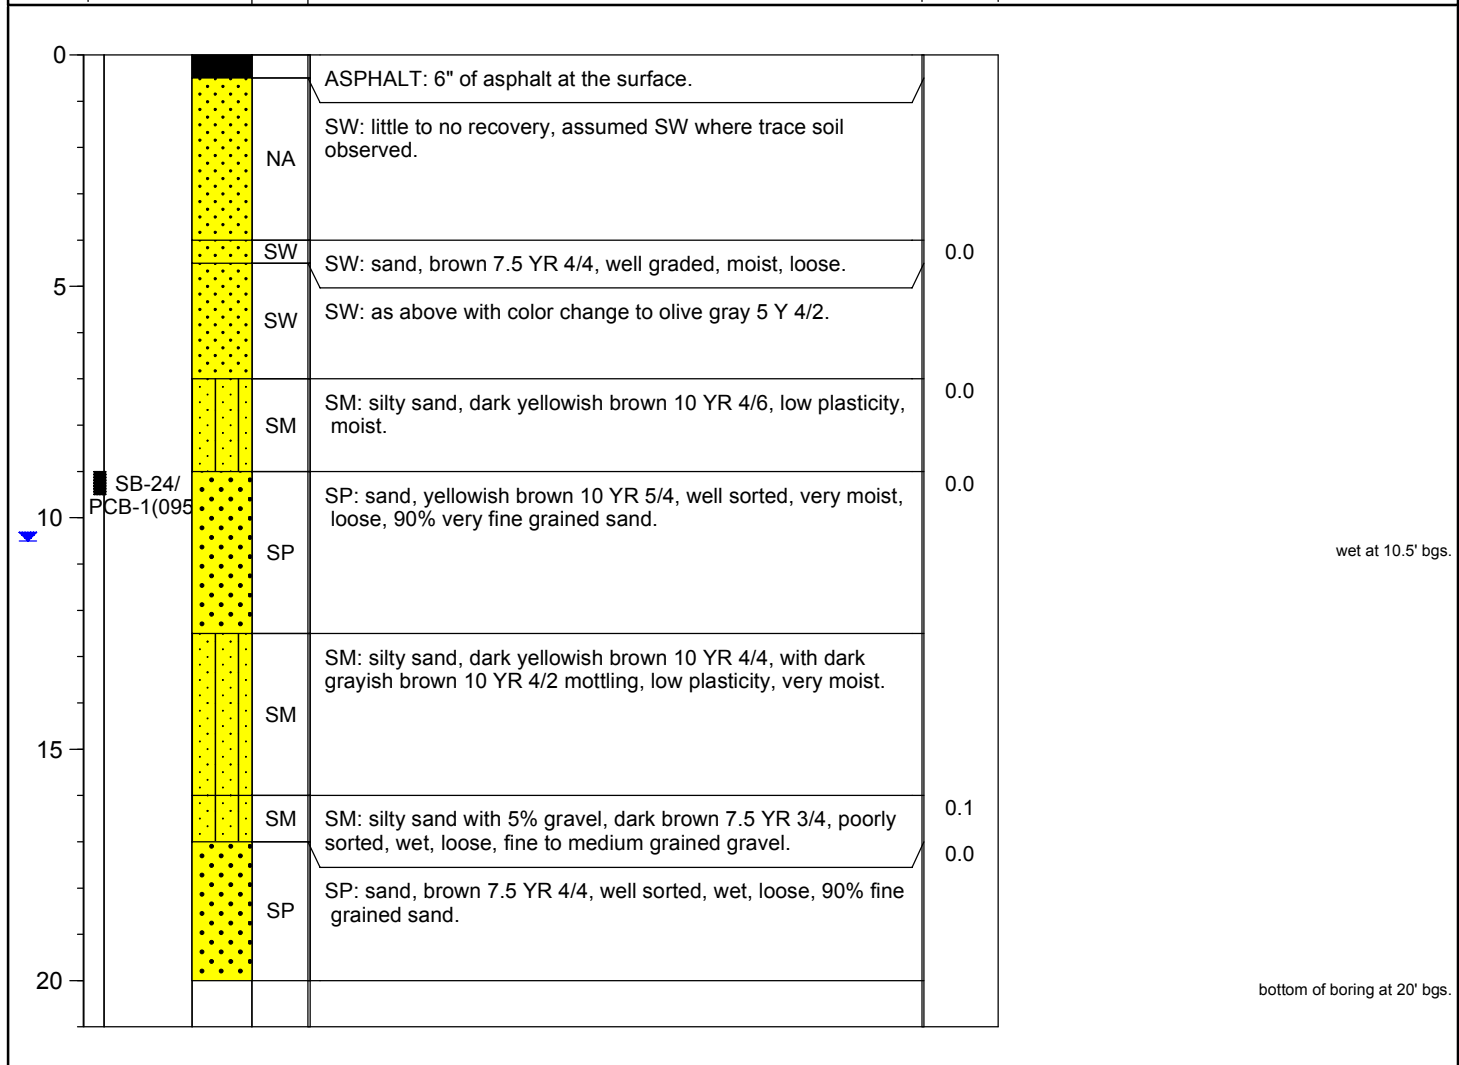 0
ASPHALT: 6" of asphalt at the surface.
NA
SW: little to no recovery, assumed SW where trace soil
observed.
SW
SW: sand, brown 7.5 YR 4/4, well graded, moist, loose.
0.0
5
SW
SW: as above with color change to olive gray 5 Y 4/2.
SM
SM: silty sand, dark yellowish brown 10 YR 4/6, low plasticity,
moist.
0.0
SB-24/
PCB-1(095
10
SP
SP: sand, yellowish brown 10 YR 5/4, well sorted, very moist,
loose, 90% very fine grained sand.
0.0
wet at 10.5' bgs.
SM
SM: silty sand, dark yellowish brown 10 YR 4/4, with dark
grayish brown 10 YR 4/2 mottling, low plasticity, very moist.
15
SM
SM: silty sand with 5% gravel, dark brown 7.5 YR 3/4, poorly
sorted, wet, loose, fine to medium grained gravel.
0.1
0.0
SP
SP: sand, brown 7.5 YR 4/4, well sorted, wet, loose, 90% fine
grained sand.
20
bottom of boring at 20' bgs.